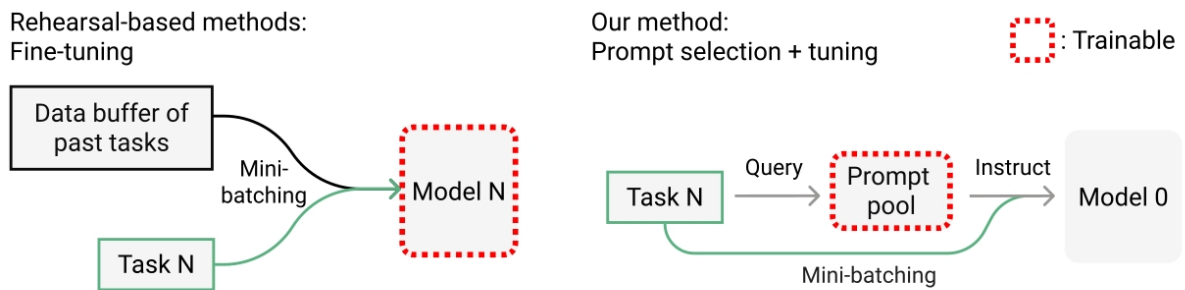 Rehearsal-based methods:
Fine-tuning
Data buffer of
past tasks
Mini-
batching
Model N
Task N
Our method:
Prompt selection + tuning
: Trainable
Task N
Query
Prompt
pool
Instruct
Model 0
Mini-batching